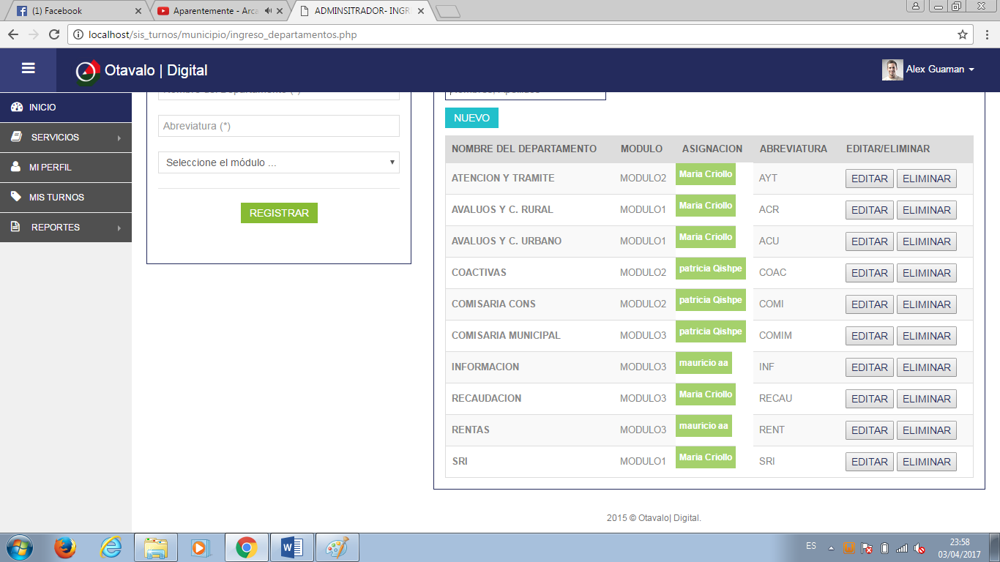 (1) Facebook
Aparentemente - Arca
ADMINSITRADOR- INGR
localhost/sis_turnos/municipio/ingreso_departamentos.php
Otavalo | Digital
Alex Guaman
INICIO
SERVICIOS
MI PERFIL
MIS TURNOS
REPORTES
Abreviatura (*)
Seleccione el módulo ...
REGISTRAR
NUEVO
NOMBRE DEL DEPARTAMENTO MODULO ASIGNACION ABREVIATURA EDITAR/ELIMINAR
ATENCION Y TRAMITE MODULO2 Maria Criollo AYT EDITAR ELIMINAR
AVALUOS Y C. RURAL MODULO1 Maria Criollo ACR EDITAR ELIMINAR
AVALUOS Y C. URBANO MODULO1 Maria Criollo ACU EDITAR ELIMINAR
COACTIVAS MODULO2 patricia Qishpe COAC EDITAR ELIMINAR
COMISARIA CONS MODULO2 patricia Qishpe COMI EDITAR ELIMINAR
COMISARIA MUNICIPAL MODULO3 patricia Qishpe COMIM EDITAR ELIMINAR
INFORMACION MODULO3 mauricio aa INF EDITAR ELIMINAR
RECAUDACION MODULO3 Maria Criollo RECAU EDITAR ELIMINAR
RENTAS MODULO3 mauricio aa RENT EDITAR ELIMINAR
SRI MODULO1 Maria Criollo SRI EDITAR ELIMINAR
2015 © Otavalo| Digital.
ES
23:58
03/04/2017